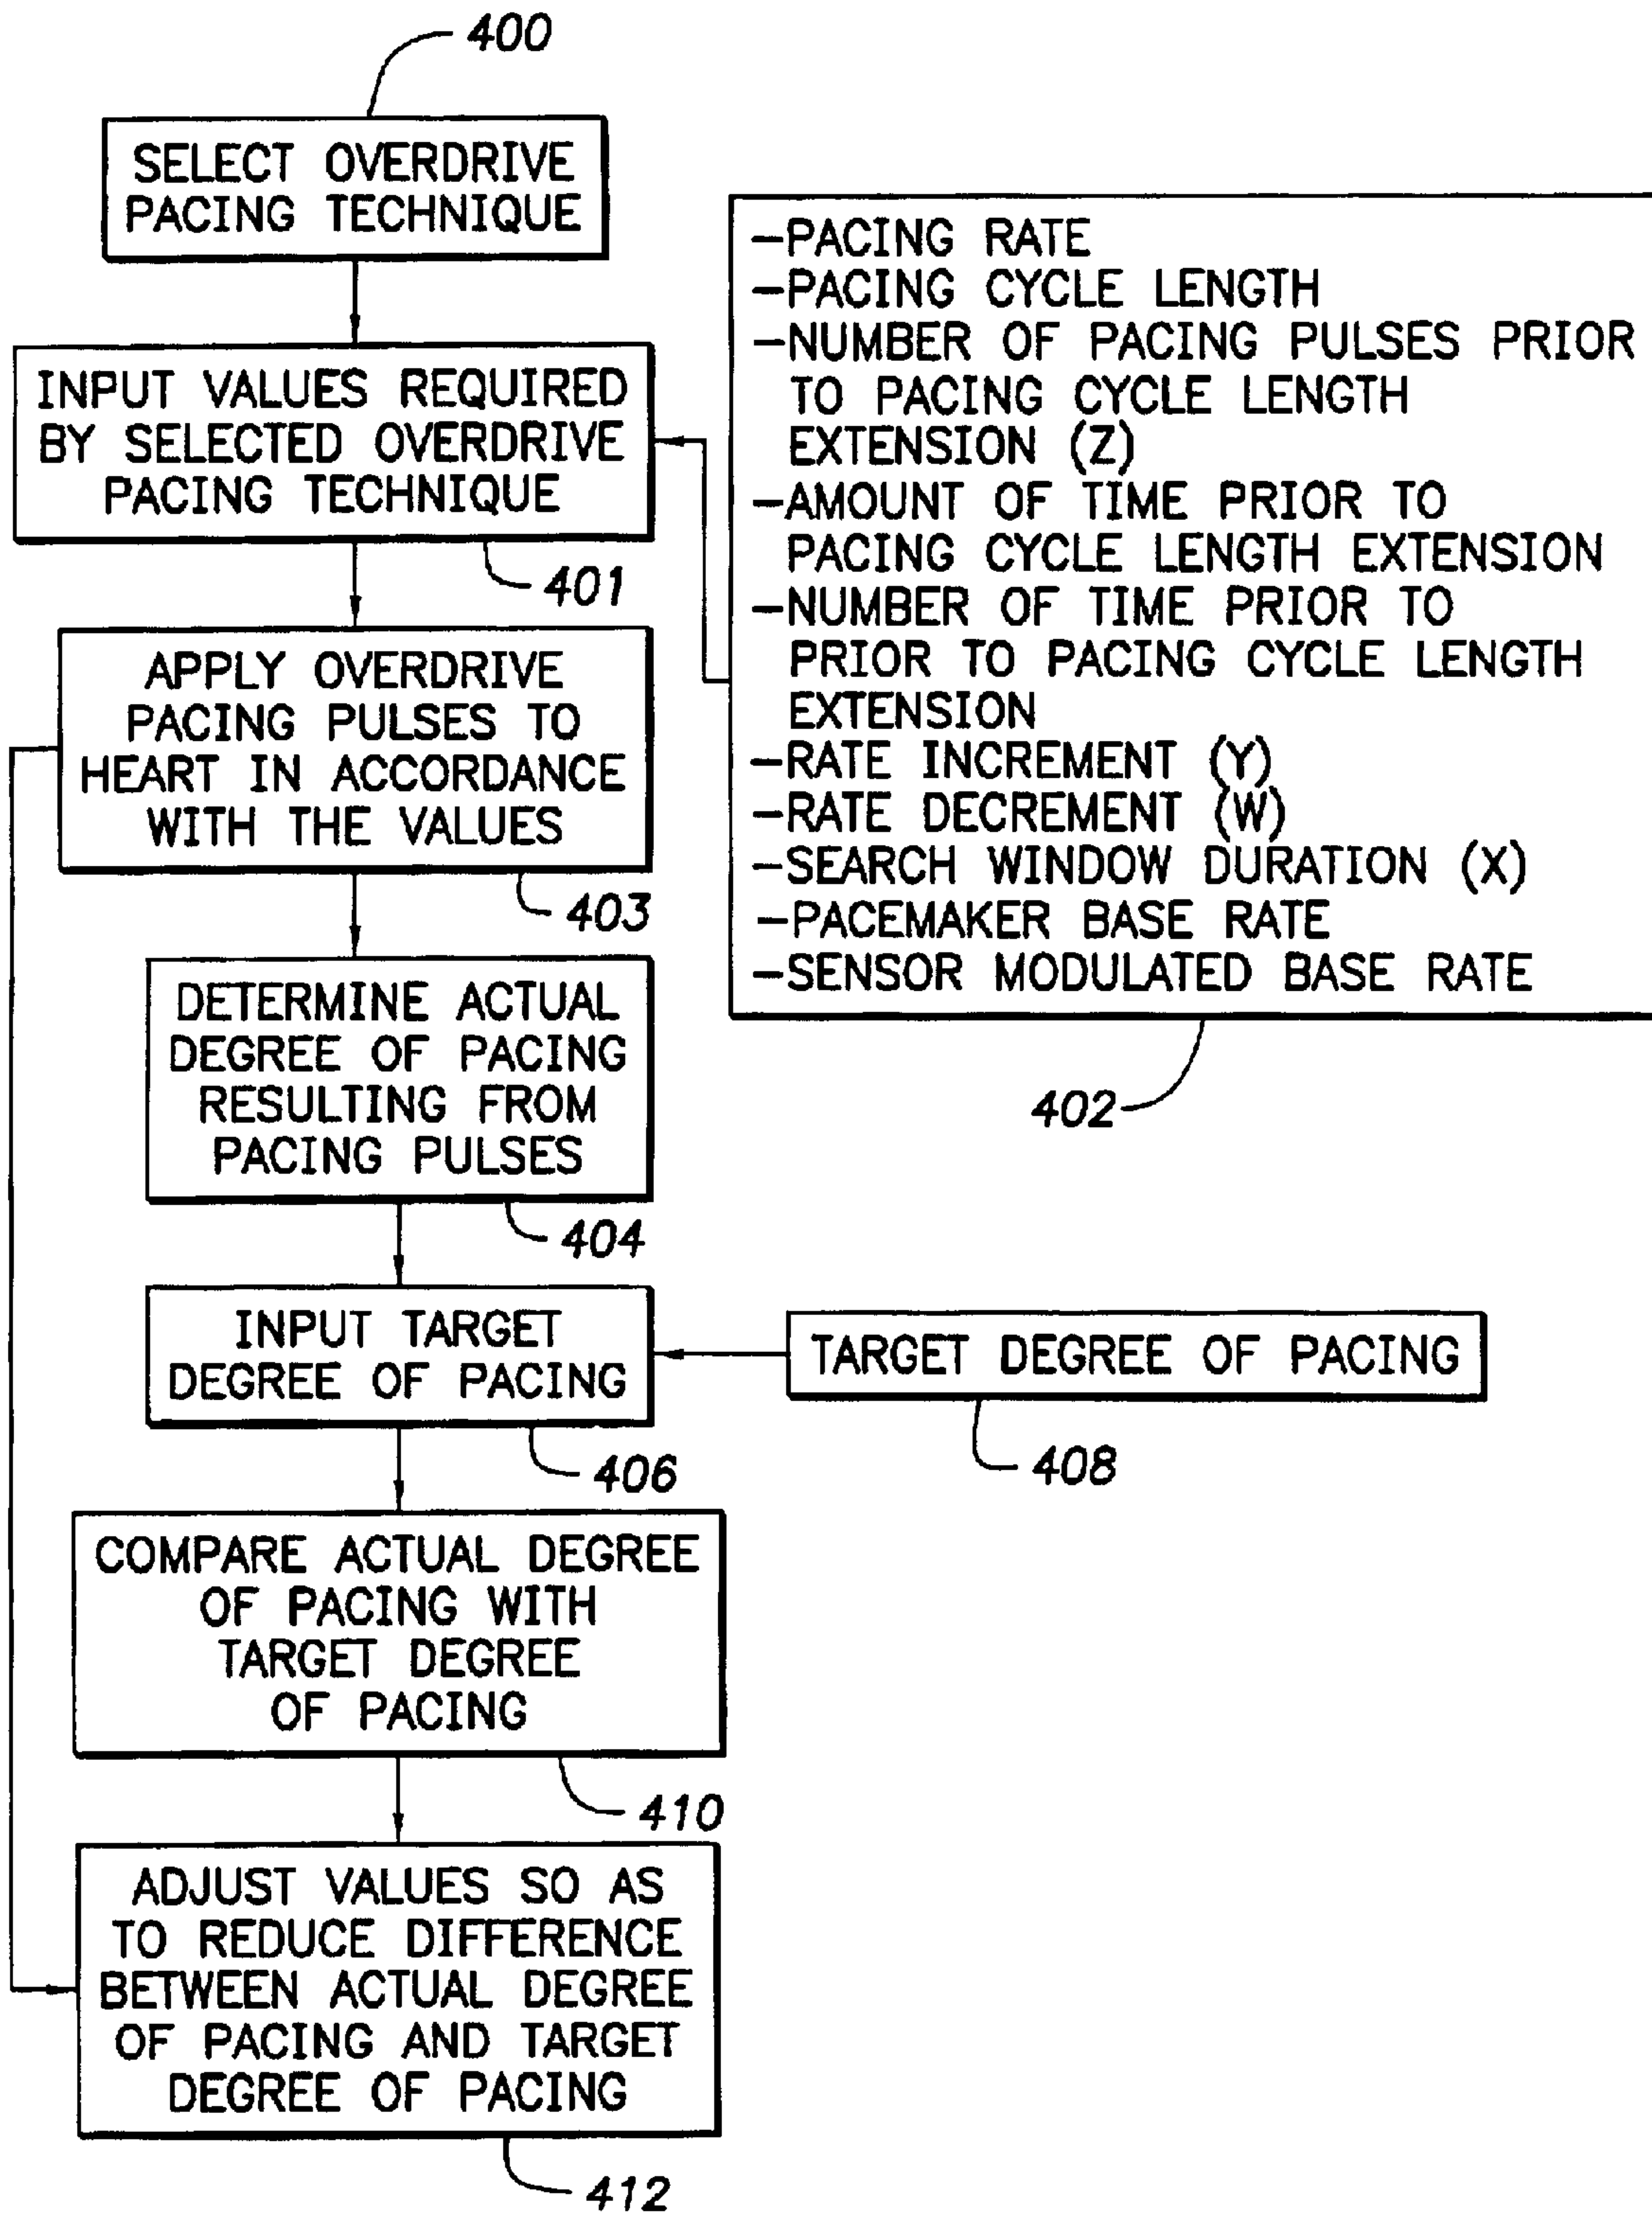 400
SELECT OVERDRIVE
PACING TECHNIQUE
INPUT VALUES REQUIRED
BY SELECTED OVERDRIVE
PACING TECHNIQUE
401
-PACING RATE
-PACING CYCLE LENGTH
-NUMBER OF PACING PULSES PRIOR
TO PACING CYCLE LENGTH
EXTENSION (Z)
-AMOUNT OF TIME PRIOR TO
PACING CYCLE LENGTH EXTENSION
-NUMBER OF TIME PRIOR TO
PRIOR TO PACING CYCLE LENGTH
EXTENSION
-RATE INCREMENT (Y)
-RATE DECREMENT (W)
-SEARCH WINDOW DURATION (X)
-PACEMAKER BASE RATE
-SENSOR MODULATED BASE RATE
402
APPLY OVERDRIVE
PACING PULSES TO
HEART IN ACCORDANCE
WITH THE VALUES
403
DETERMINE ACTUAL
DEGREE OF PACING
RESULTING FROM
PACING PULSES
404
INPUT TARGET
DEGREE OF PACING
406
TARGET DEGREE OF PACING
408
COMPARE ACTUAL DEGREE
OF PACING WITH
TARGET DEGREE
OF PACING
410
ADJUST VALUES SO AS
TO REDUCE DIFFERENCE
BETWEEN ACTUAL DEGREE
OF PACING AND TARGET
DEGREE OF PACING
412